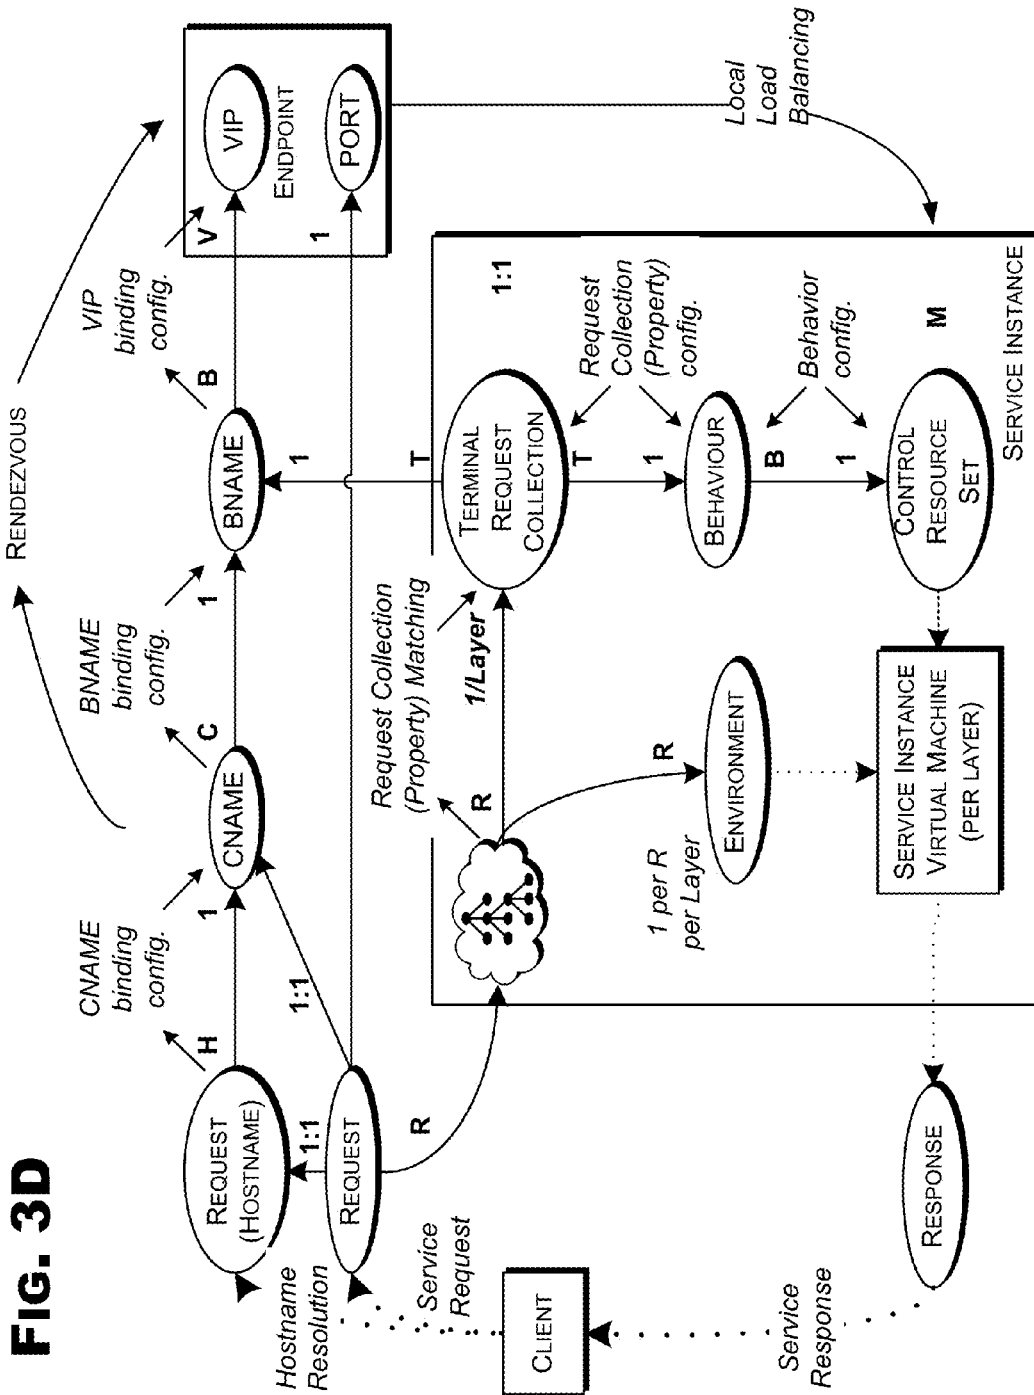 FIG. 3D
RENDEZVOUS
CNAME
binding
config.
BNAME
binding
config.
VIP
binding
config.
REQUEST
(HOSTNAME)
H
1
CNAME
C
1
BNAME
B
V
VIP
ENDPOINT
PORT
1
1:1
1:1
1
REQUEST
R
Hostname
Resolution
Service
Request
CLIENT
Service
Response
RESPONSE
Request Collection
(Property) Matching
R
1/Layer
T
TERMINAL
REQUEST
COLLECTION
1:1
T
Request
Collection
(Property)
config.
1
BEHAVIOUR
B
Behavior
config.
1
CONTROL
RESOURCE
SET
M
R
1 per R
per Layer
ENVIRONMENT
SERVICE INSTANCE
VIRTUAL MACHINE
(PER LAYER)
SERVICE INSTANCE
Local
Load
Balancing